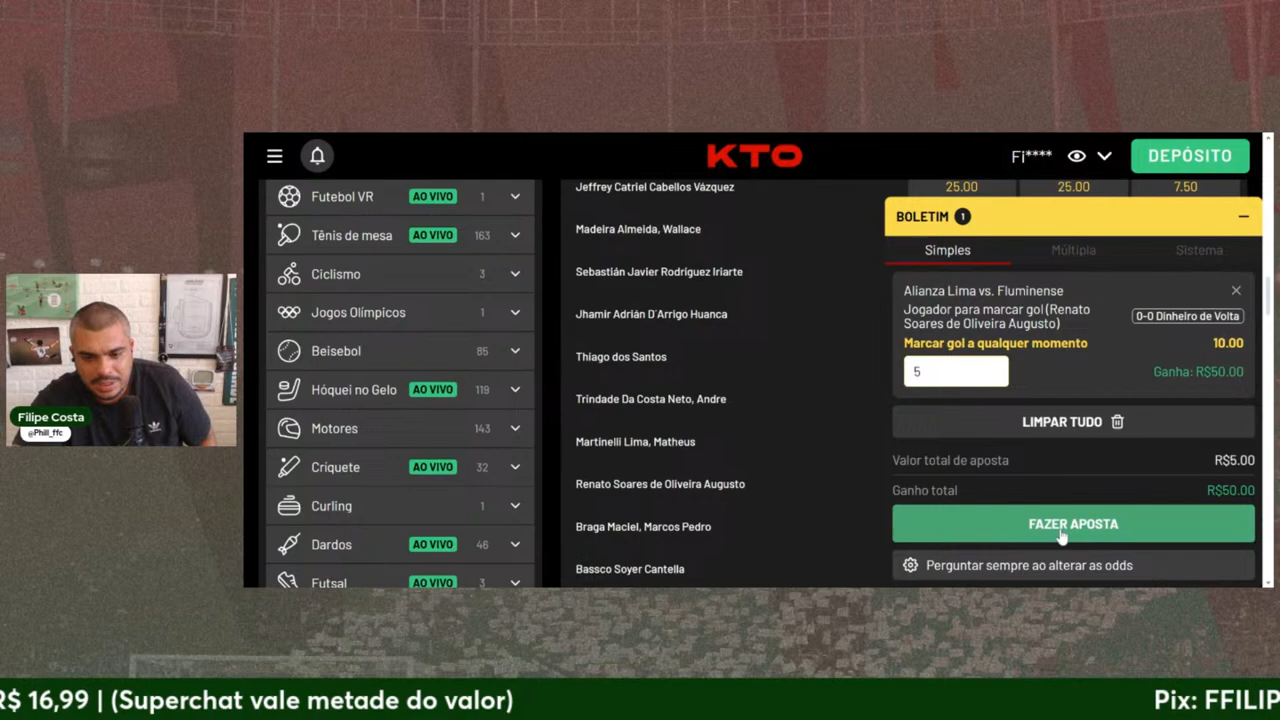 KTO
Fi****
DEPÓSITO
Futebol VR AO VIVO 1
Tênis de mesa AO VIVO 163
Ciclismo 3
Jogos Olímpicos 1
Beisebol 85
Hóquei no Gelo AO VIVO 119
Motores 143
Críquete AO VIVO 32
Curling 1
Dardos AO VIVO 46
Futsal AO VIVO 3
Jeffrey Catriel Cabellos Vázquez
25.00 25.00 7.50
Madeira Almeida, Wallace
Sebastián Javier Rodríguez Iriarte
Jhamir Adrián D'Arrigo Huanca
Thiago dos Santos
Trindade Da Costa Neto, Andre
Martinelli Lima, Matheus
Renato Soares de Oliveira Augusto
Braga Maciel, Marcos Pedro
Bassco Soyer Cantella
BOLETIM 1
Simples Múltipla Sistema
Alianza Lima vs. Fluminense
Jogador para marcar gol (Renato
Soares de Oliveira Augusto)
0-0 Dinheiro de Volta
Marcar gol a qualquer momento 10.00
5
Ganha: R$50.00
LIMPAR TUDO
Valor total de aposta R$5.00
Ganho total R$50.00
FAZER APOSTA
Perguntar sempre ao alterar as odds
Filipe Costa
@Phill_ffc
R$ 16,99 | (Superchat vale metade do valor)
Pix: FFILIP